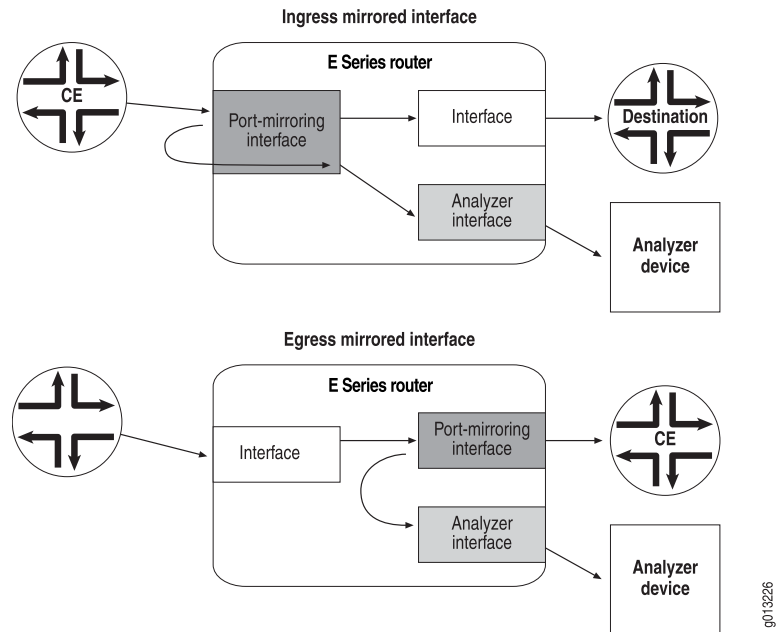 Ingress mirrored interface
E Series router
CE
Port-mirroring
interface
Interface
Destination
Analyzer
interface
Analyzer
device
Egress mirrored interface
E Series router
Interface
Port-mirroring
interface
CE
Analyzer
interface
Analyzer
device
g013226